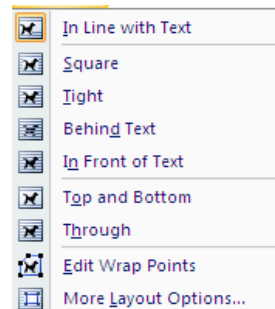 In Line with Text
Square
Tight
Behind Text
In Front of Text
Top and Bottom
Through
Edit Wrap Points
More Layout Options...